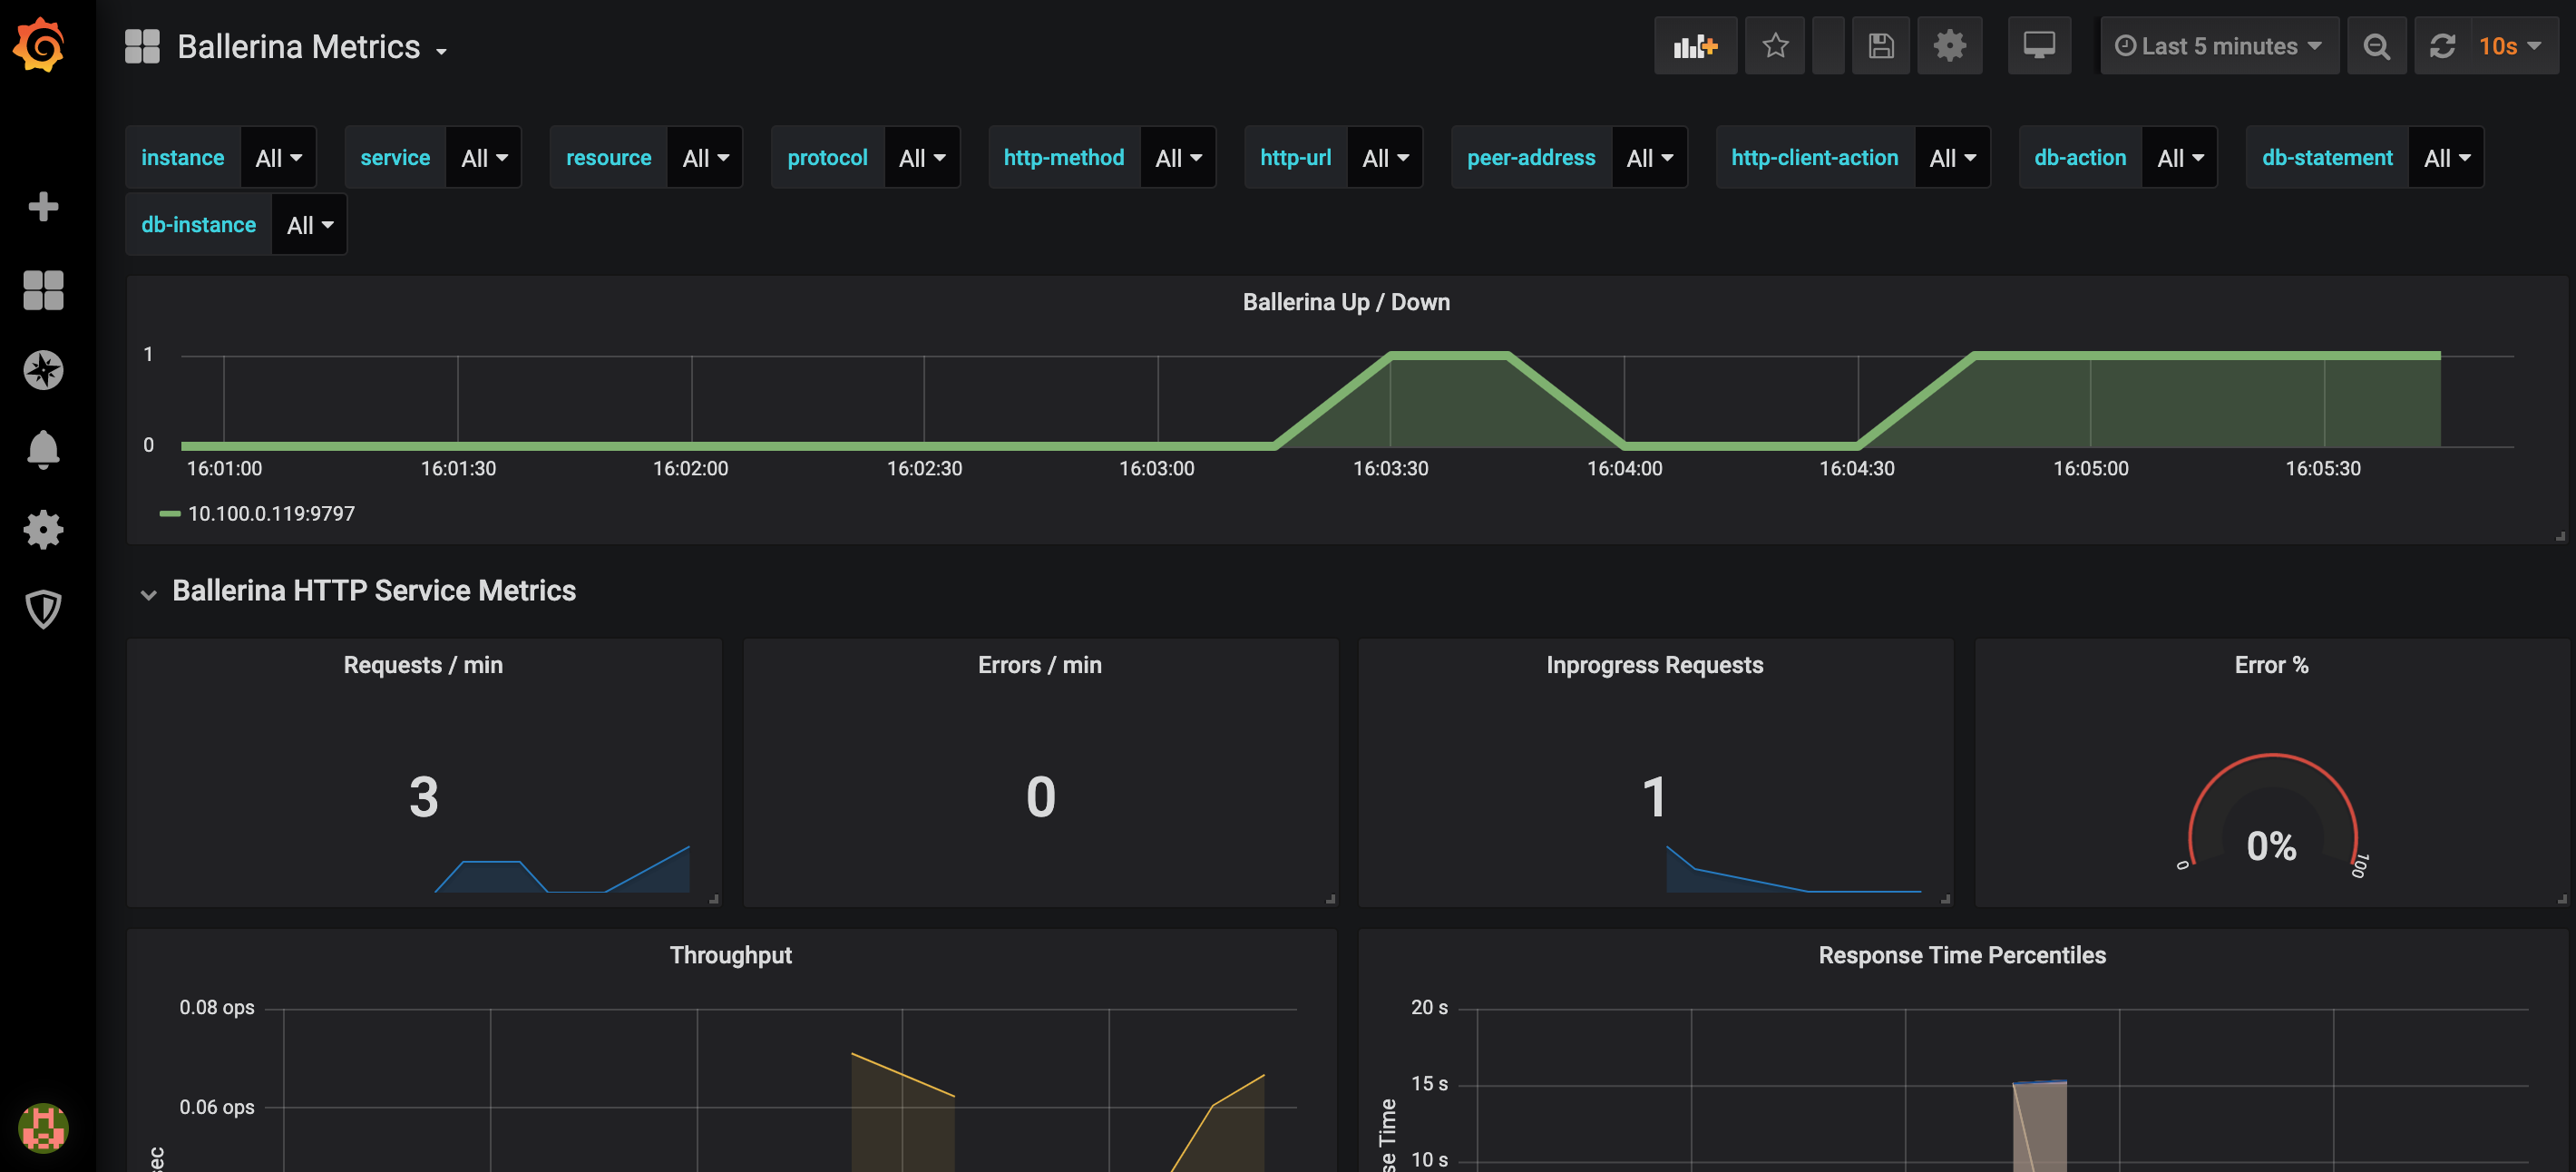 Ballerina Metrics
Last 5 minutes 10s
instance All service All resource All protocol All http-method All http-url All peer-address All http-client-action All db-action All db-statement All
db-instance All
Ballerina Up / Down
1
0
16:01:00 16:01:30 16:02:00 16:02:30 16:03:00 16:03:30 16:04:00 16:04:30 16:05:00 16:05:30
10.100.0.119:9797
Ballerina HTTP Service Metrics
Requests / min
3
Errors / min
0
Inprogress Requests
1
Error %
0%
0 100
Throughput
0.08 ops
0.06 ops
Response Time Percentiles
20 s
15 s
10 s
Time